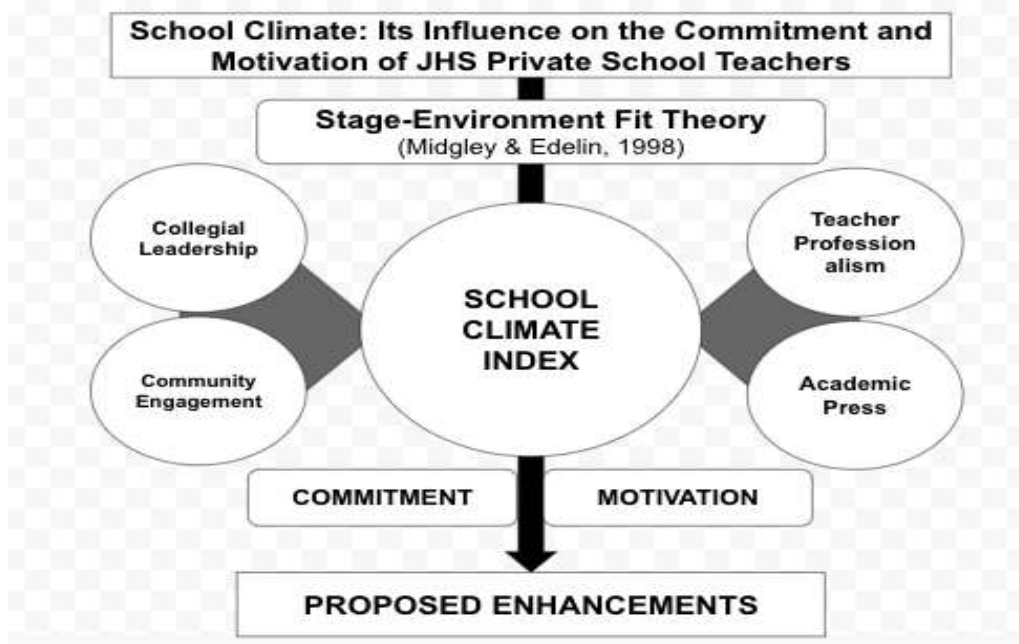 School Climate: Its Influence on the Commitment and
Motivation of JHS Private School Teachers
Stage-Environment Fit Theory
(Midgley & Edelin, 1998)
Collegial
Leadership
Teacher
Profession
alism
SCHOOL
CLIMATE
INDEX
Community
Engagement
Academic
Press
COMMITMENT
MOTIVATION
PROPOSED ENHANCEMENTS